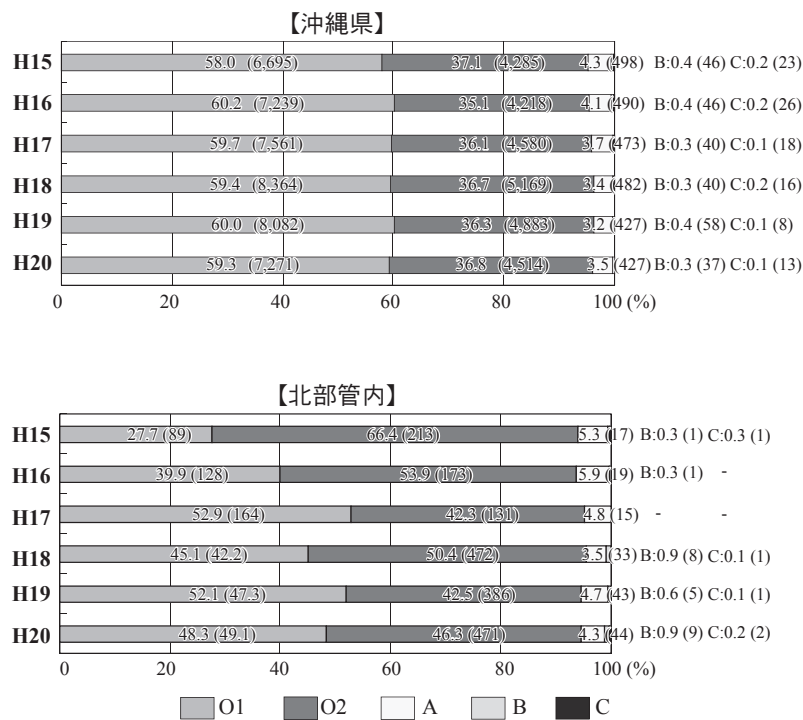 【沖縄県】
H15 58.0 (6,695) 37.1 (4,285) 4.3 (498) B:0.4 (46) C:0.2 (23)
H16 60.2 (7,239) 35.1 (4,218) 4.1 (490) B:0.4 (46) C:0.2 (26)
H17 59.7 (7,561) 36.1 (4,580) 3.7 (473) B:0.3 (40) C:0.1 (18)
H18 59.4 (8,364) 36.7 (5,169) 3.4 (482) B:0.3 (40) C:0.2 (16)
H19 60.0 (8,082) 36.3 (4,883) 3.2 (427) B:0.4 (58) C:0.1 (8)
H20 59.3 (7,271) 36.8 (4,514) 3.5 (427) B:0.3 (37) C:0.1 (13)
0 20 40 60 80 100 (%)
【北部管内】
H15 27.7 (89) 66.4 (213) 5.3 (17) B:0.3 (1) C:0.3 (1)
H16 39.9 (128) 53.9 (173) 5.9 (19) B:0.3 (1) -
H17 52.9 (164) 42.3 (131) 4.8 (15) - -
H18 45.1 (42.2) 50.4 (472) 3.5 (33) B:0.9 (8) C:0.1 (1)
H19 52.1 (47.3) 42.5 (386) 4.7 (43) B:0.6 (5) C:0.1 (1)
H20 48.3 (49.1) 46.3 (471) 4.3 (44) B:0.9 (9) C:0.2 (2)
0 20 40 60 80 100 (%)
O1 O2 A B C